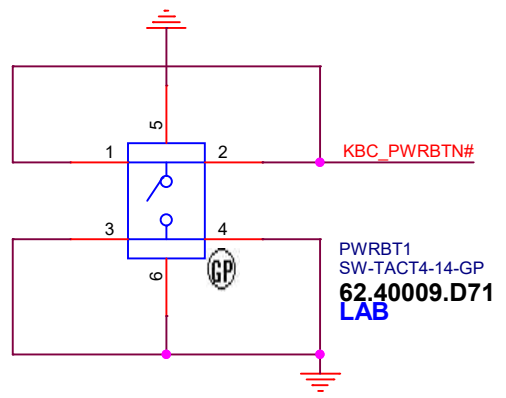 5
1
2
KBC_PWRBTN#
3
4
6
GP
PWRBT1
SW-TACT4-14-GP
62.40009.D71
LAB